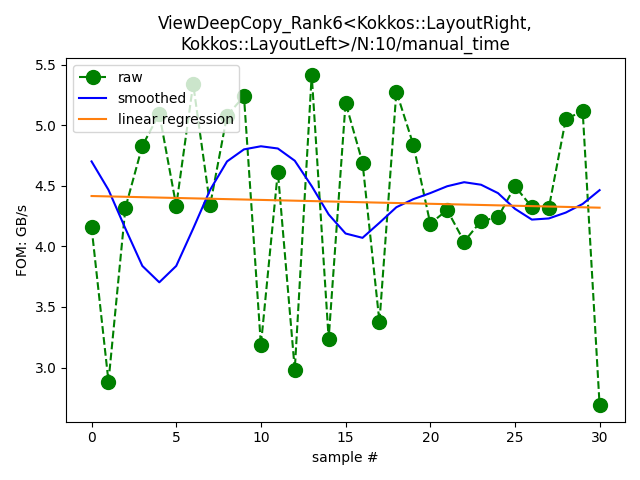 ViewDeepCopy_Rank6<Kokkos::LayoutRight,
Kokkos::LayoutLeft>/N:10/manual_time
raw
smoothed
linear regression
FOM: GB/s
5.5
5.0
4.5
4.0
3.5
3.0
0 5 10 15 20 25 30
sample #